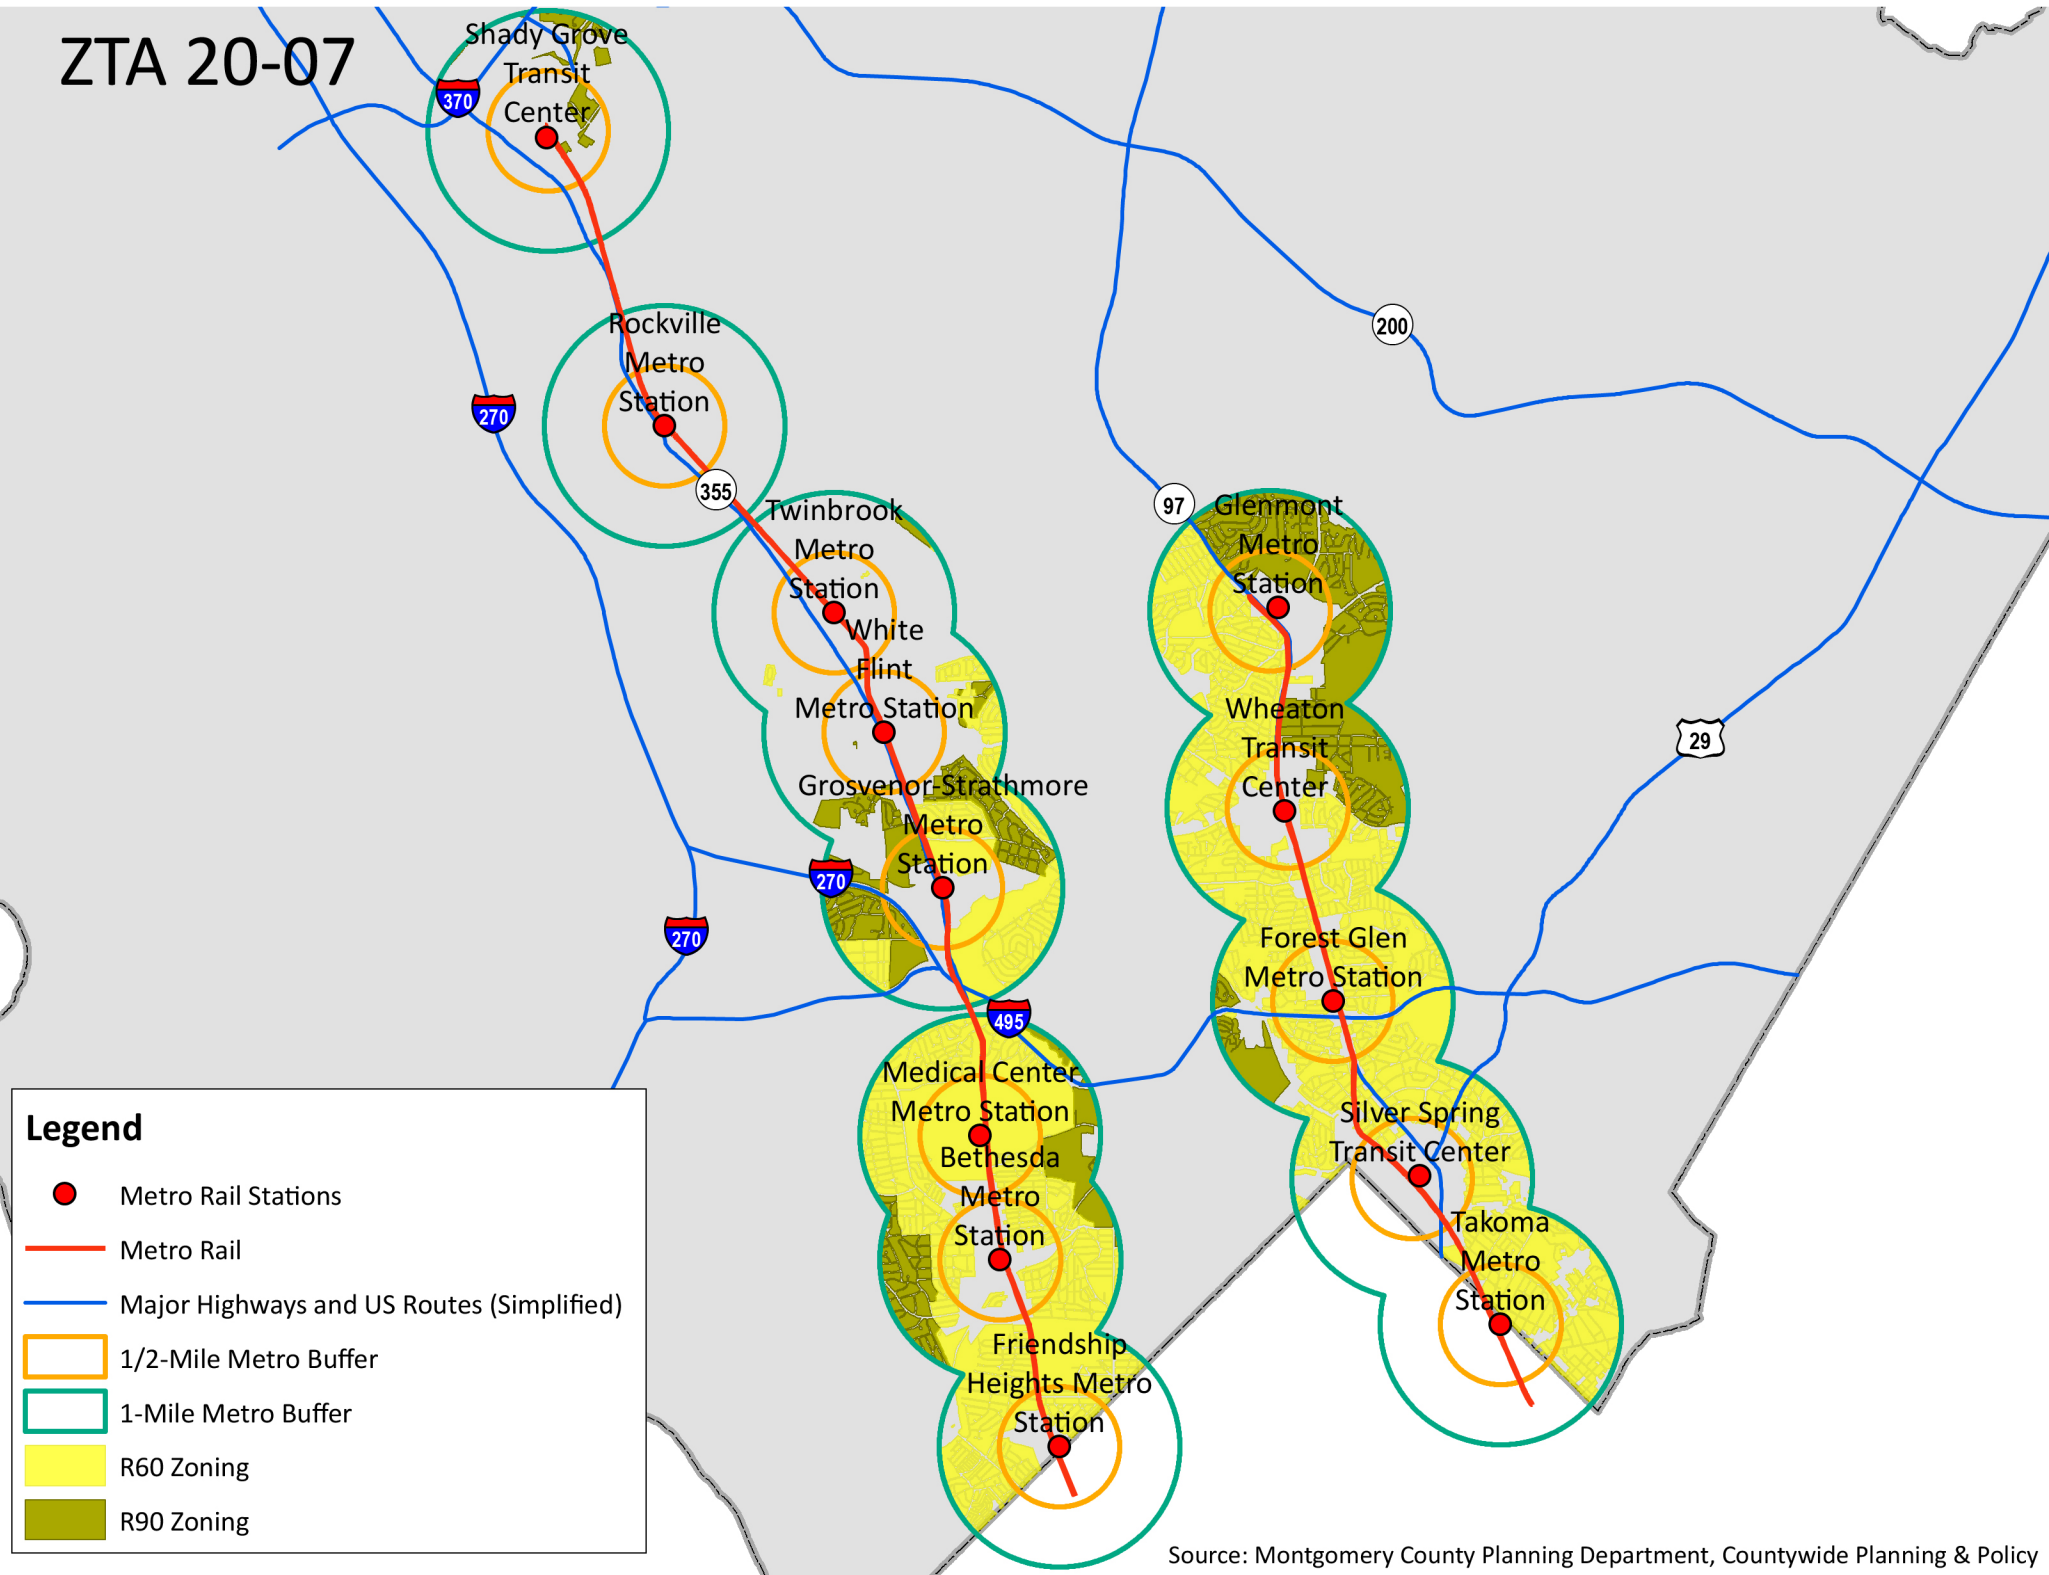 ZTA 20-07
Shady Grove
Transit
Center
370
Rockville
Metro
Station
270
355
200
Twinbrook
Metro
Station
97
Glenmont
Metro
Station
White
Flint
Metro Station
Wheaton
Transit
Center
29
Grosvenor-Strathmore
Metro
Station
270
270
Forest Glen
Metro Station
495
Medical Center
Metro Station
Silver Spring
Transit Center
Bethesda
Metro
Station
Takoma
Metro
Station
Friendship
Heights Metro
Station
Legend
Metro Rail Stations
Metro Rail
Major Highways and US Routes (Simplified)
1/2-Mile Metro Buffer
1-Mile Metro Buffer
R60 Zoning
R90 Zoning
Source: Montgomery County Planning Department, Countywide Planning & Policy